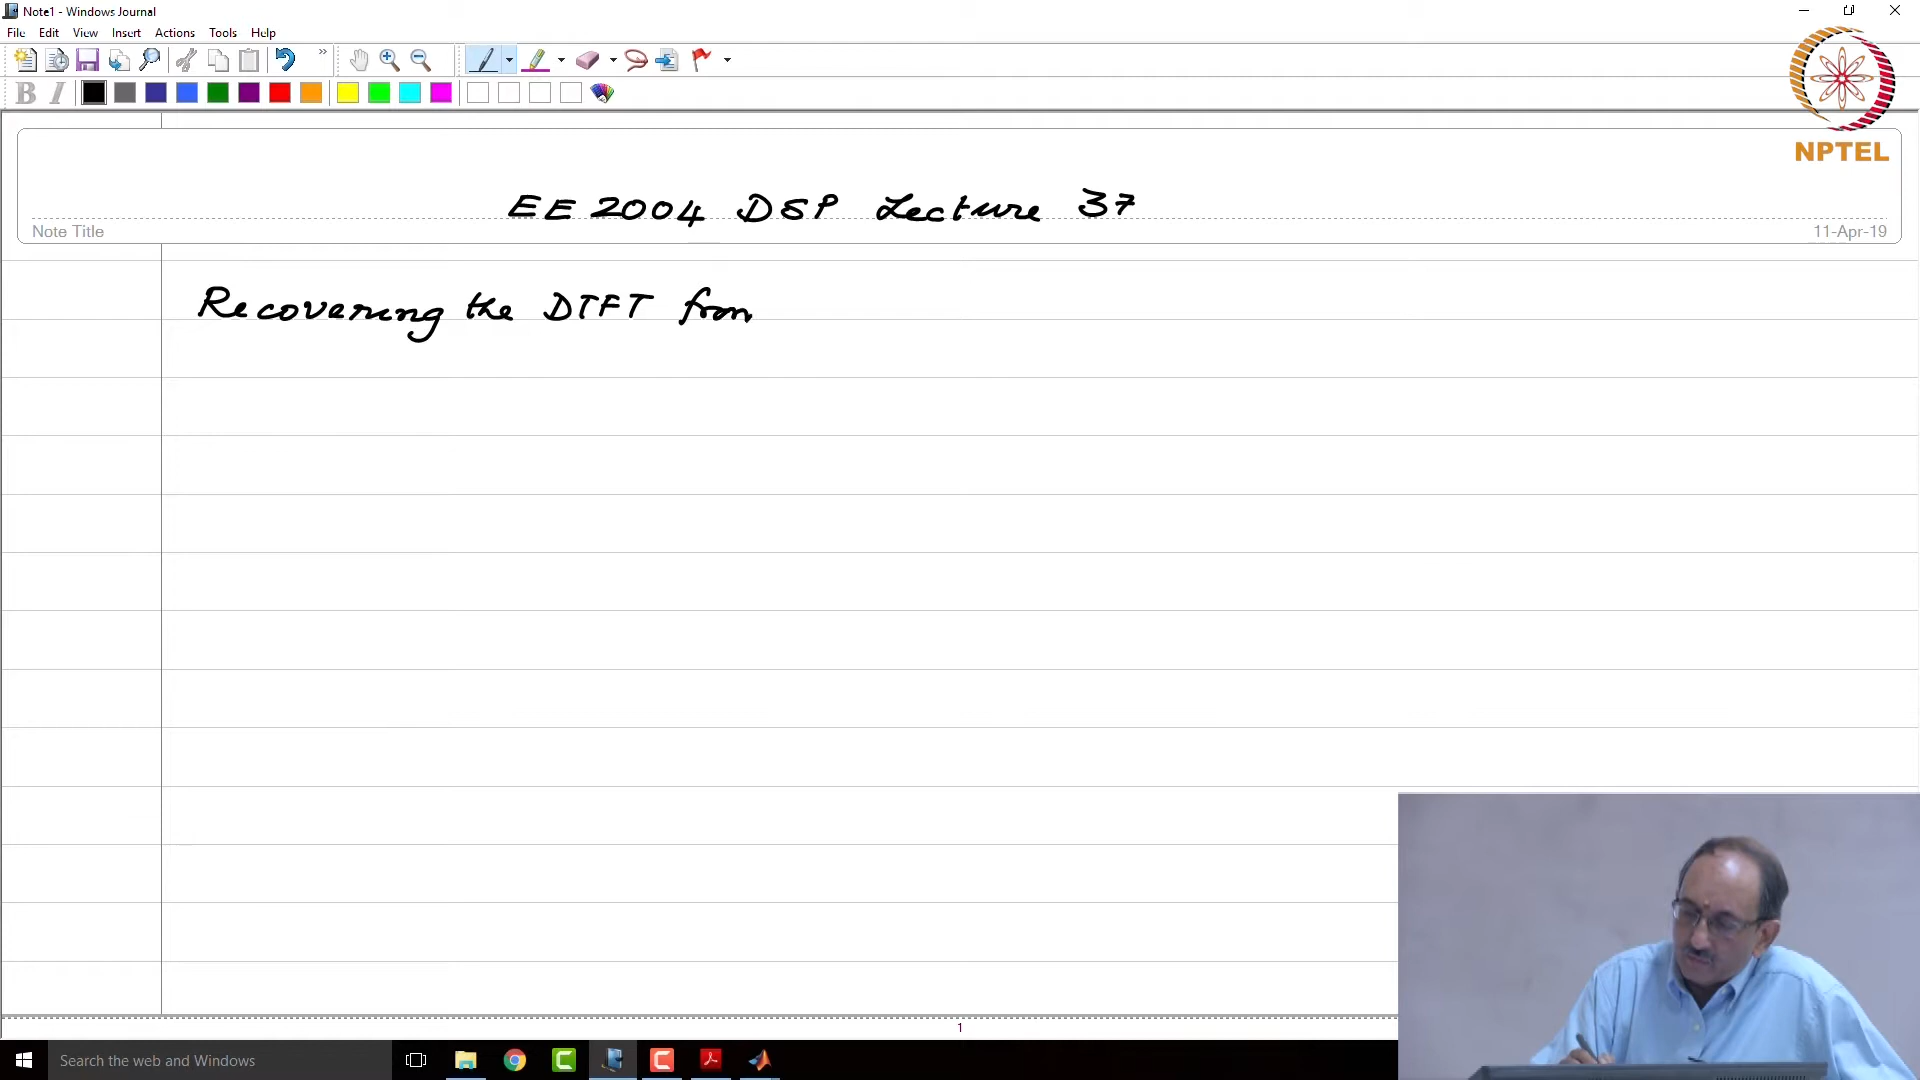 Note1 - Windows Journal
File Edit View Insert Actions Tools Help
B I
NPTEL
EE 2004 DSP Lecture 37
Note Title
11-Apr-19
Recovering the DTFT from
1
Search the web and Windows